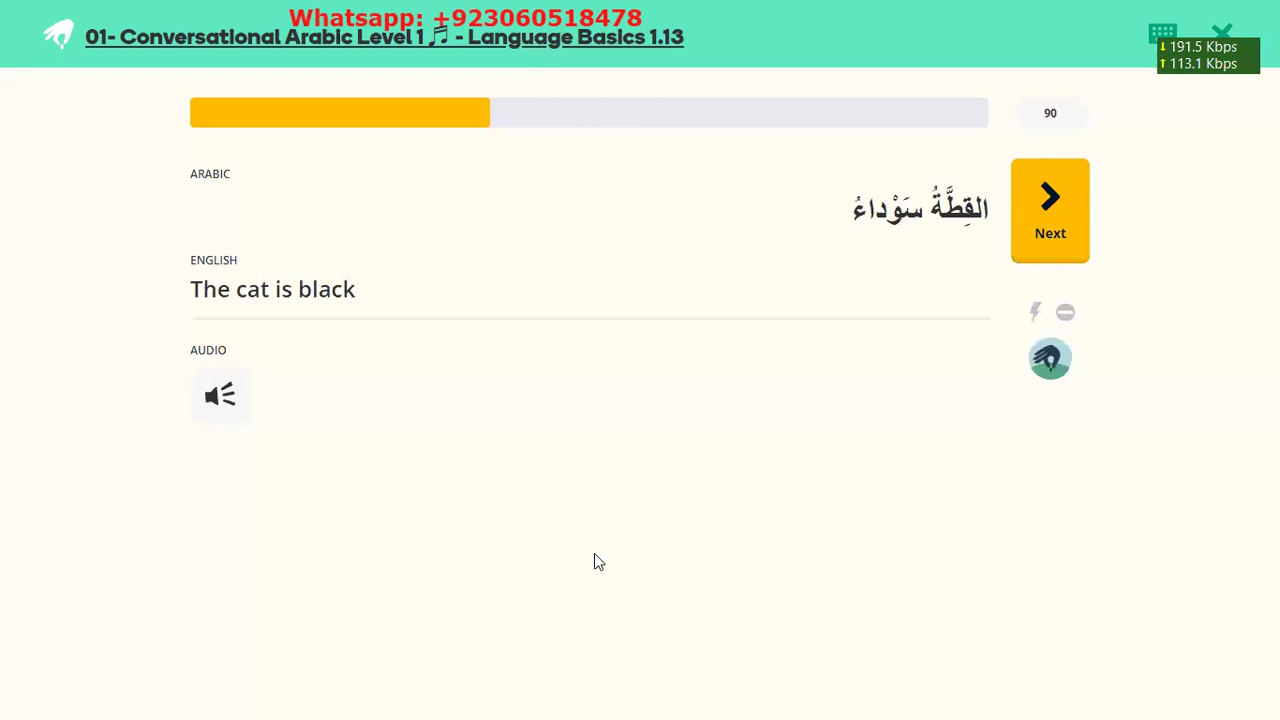 Whatsapp: +923060518478
01- Conversational Arabic Level 1 🎵 - Language Basics 1.13
↓ 191.5 Kbps
↑ 113.1 Kbps
90
ARABIC
القِطَّةُ سَوْداءُ
Next
ENGLISH
The cat is black
AUDIO